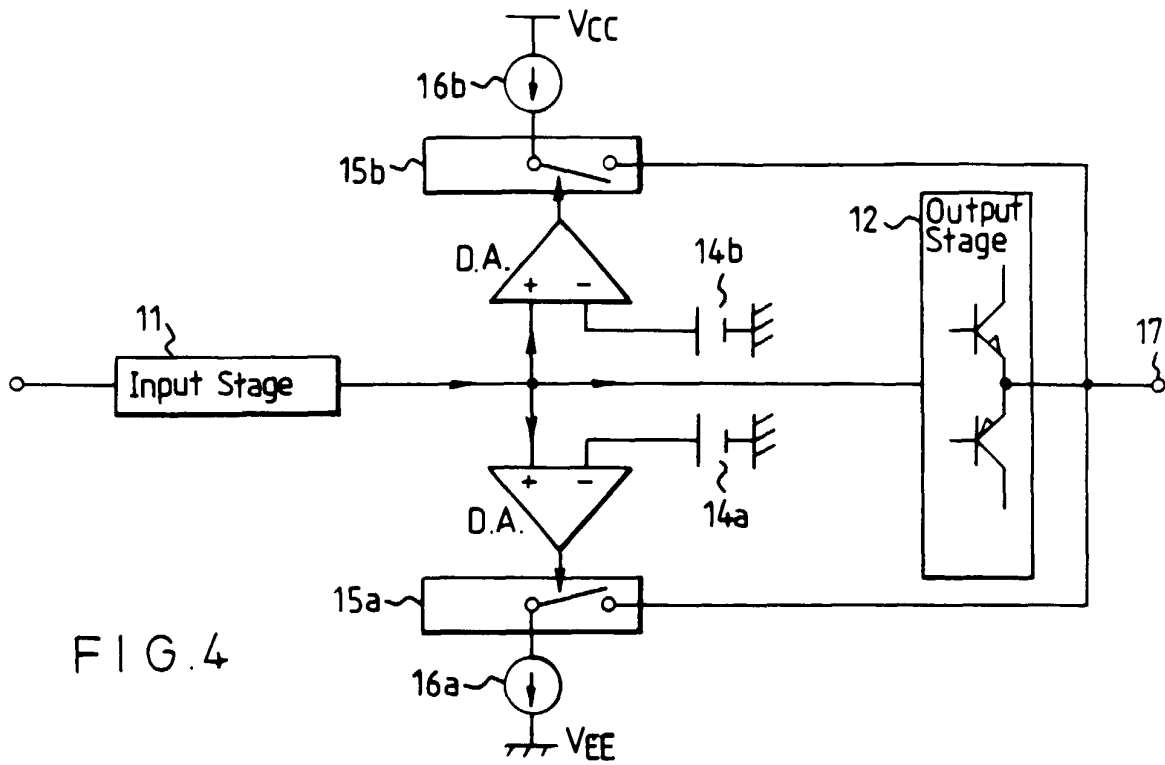 VCC
16b
15b
12
Output
Stage
D.A.
14b
+ −
11
17
Input Stage
+ −
14a
D.A.
15a
FIG.4
16a
VEE